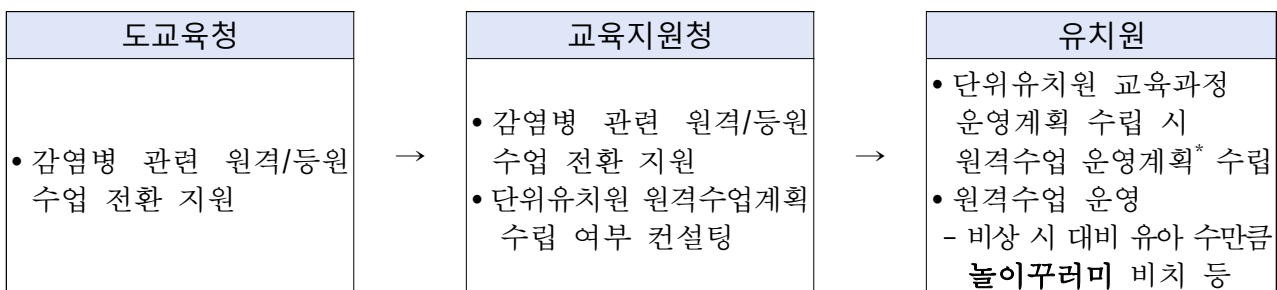 도교육청
• 감염병 관련 원격/등원
수업 전환 지원
→
교육지원청
• 감염병 관련 원격/등원
수업 전환 지원
• 단위유치원 원격수업계획
수립 여부 컨설팅
→
유치원
• 단위유치원 교육과정
운영계획 수립 시
원격수업 운영계획* 수립
• 원격수업 운영
- 비상 시 대비 유아 수만큼
놀이꾸러미 비치 등